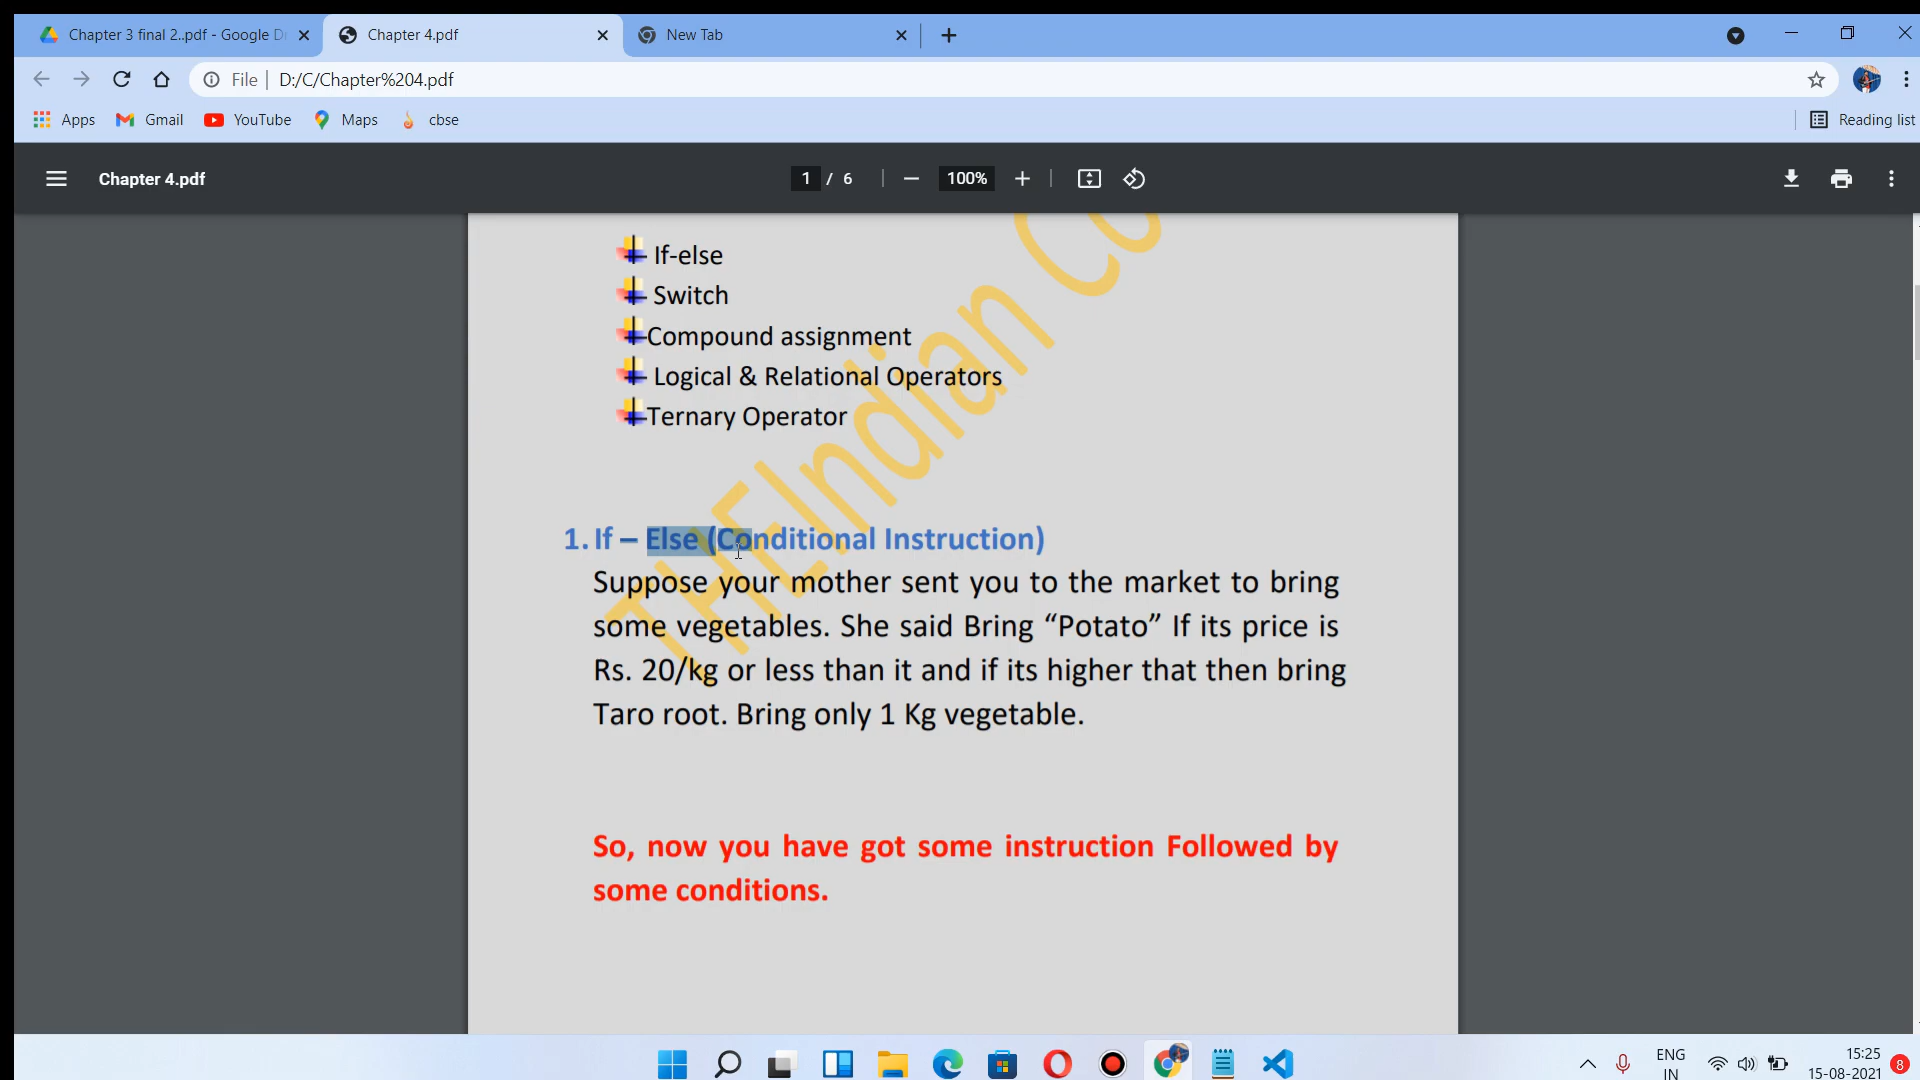 Chapter 3 final 2..pdf - Google Dr
Chapter 4.pdf
New Tab
File | D:/C/Chapter%204.pdf
Apps
Gmail
YouTube
Maps
cbse
Reading list
Chapter 4.pdf
1 / 6
100%
If-else
Switch
Compound assignment
Logical & Relational Operators
Ternary Operator
THEIndian Co
1. If – Else (Conditional Instruction)
Suppose your mother sent you to the market to bring
some vegetables. She said Bring “Potato” If its price is
Rs. 20/kg or less than it and if its higher that then bring
Taro root. Bring only 1 Kg vegetable.
So, now you have got some instruction Followed by
some conditions.
ENG
IN
15:25
15-08-2021
8